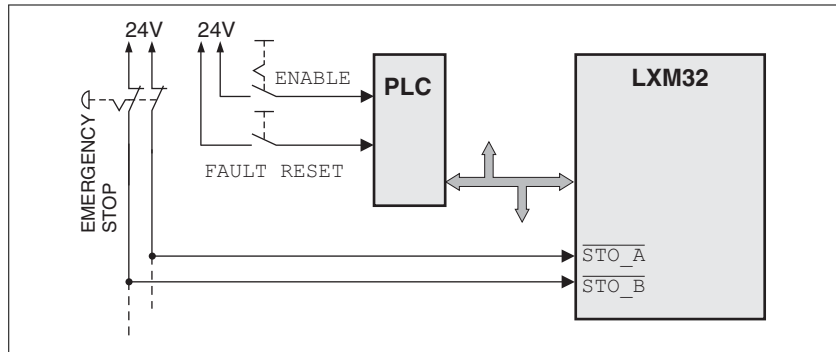 24V
24V
ENABLE
FAULT RESET
EMERGENCY
STOP
PLC
LXM32
STO_A
STO_B